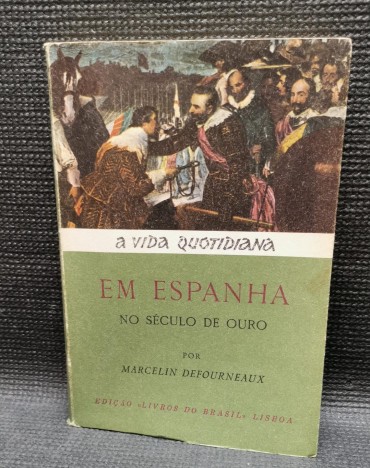 A VIDA QUOTIDIANA
EM ESPANHA
NO SÉCULO DE OURO
POR
MARCELIN DEFOURNEAUX
EDIÇÃO «LIVROS DO BRASIL» LISBOA